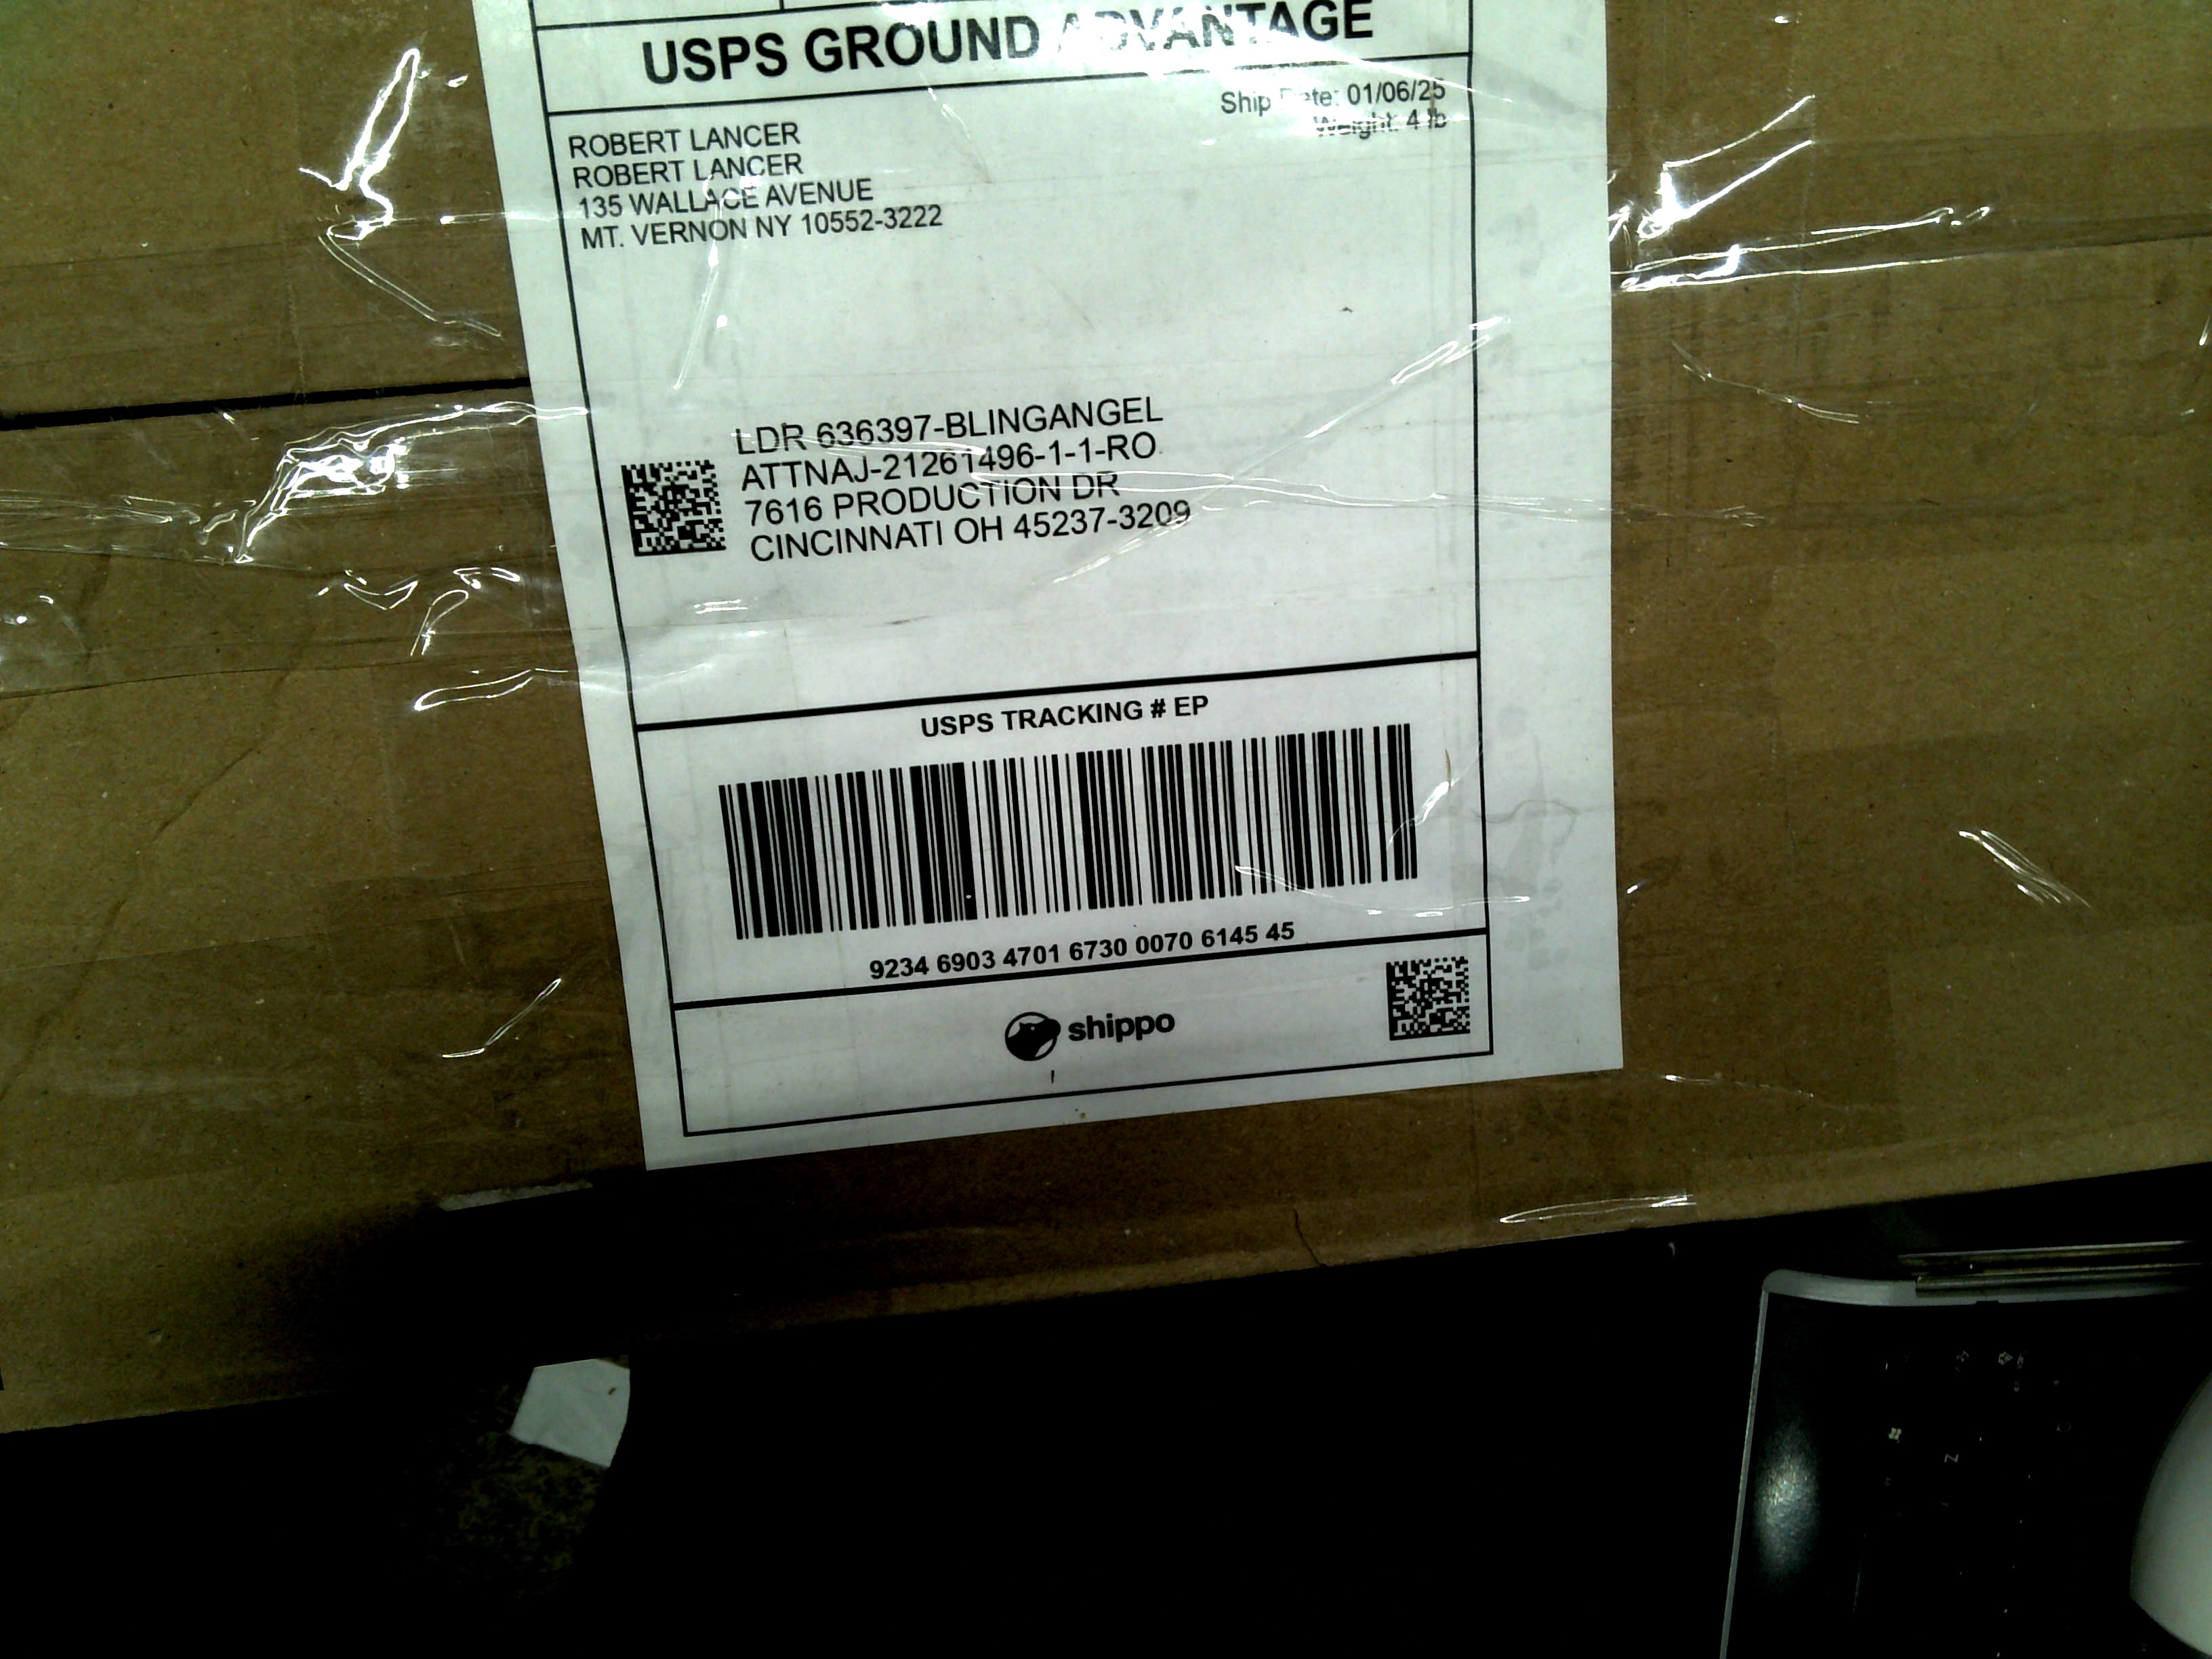 USPS GROUND ADVANTAGE
Ship Date: 01/06/25
Weight: 4 lb
ROBERT LANCER
ROBERT LANCER
135 WALLACE AVENUE
MT. VERNON NY 10552-3222
LDR 636397-BLINGANGEL
ATTNAJ-21261496-1-1-RO
7616 PRODUCTION DR
CINCINNATI OH 45237-3209
USPS TRACKING # EP
9234 6903 4701 6730 0070 6145 45
shippo
Z